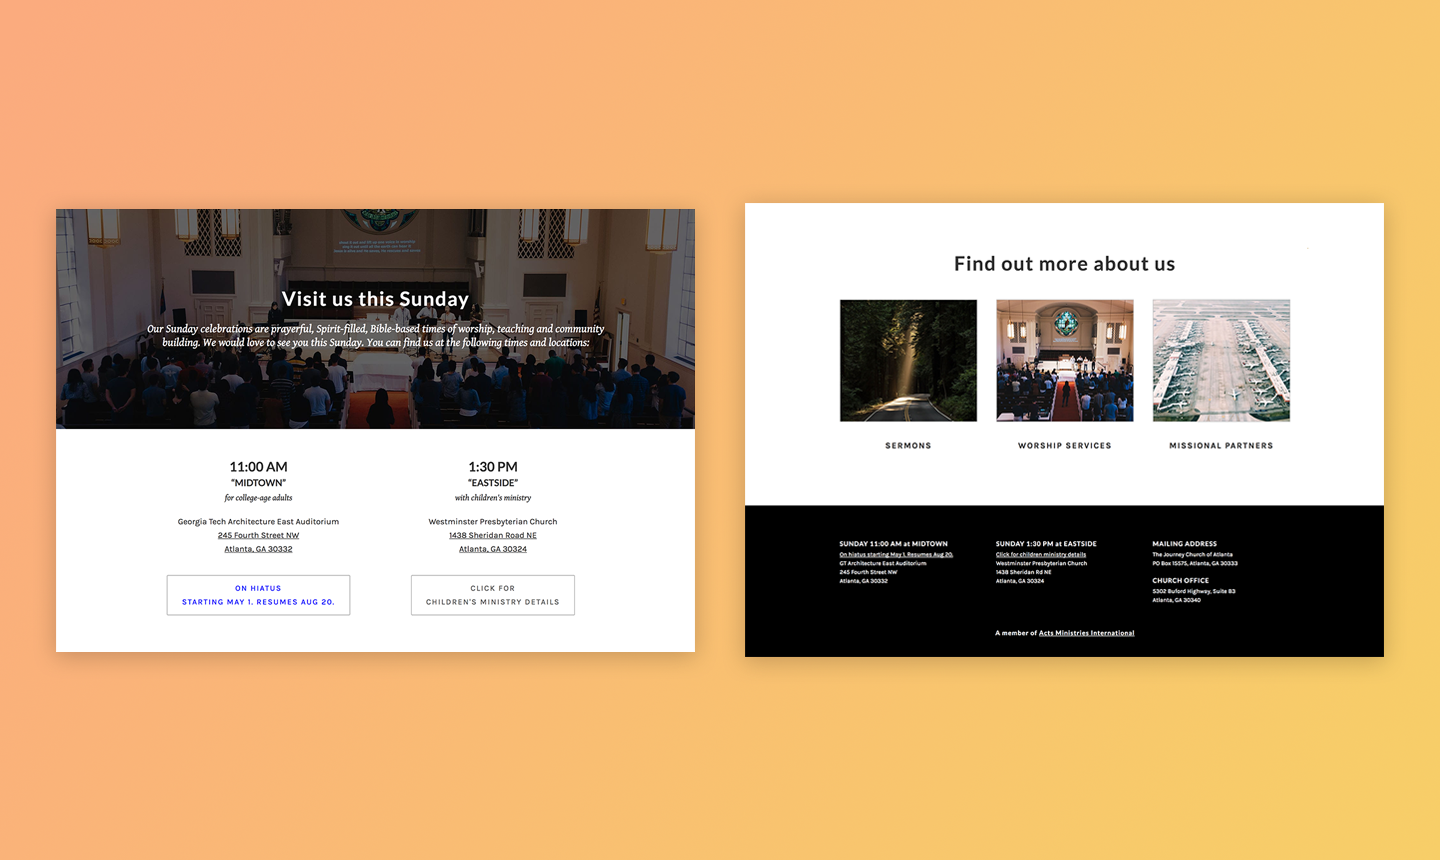 Visit us this Sunday
Our Sunday celebrations are prayerful, Spirit-filled, Bible-based times of worship, teaching and community
building. We would love to see you this Sunday. You can find us at the following times and locations:
11:00 AM
“MIDTOWN”
for college-age adults
Georgia Tech Architecture East Auditorium
245 Fourth Street NW
Atlanta, GA 30332
ON HIATUS
STARTING MAY 1. RESUMES AUG 20.
1:30 PM
“EASTSIDE”
with children's ministry
Westminster Presbyterian Church
1438 Sheridan Road NE
Atlanta, GA 30324
CLICK FOR
CHILDREN'S MINISTRY DETAILS
Find out more about us
SERMONS
WORSHIP SERVICES
MISSIONAL PARTNERS
SUNDAY 11:00 AM at MIDTOWN
On hiatus starting May 1. Resumes Aug 20.
GT Architecture East Auditorium
245 Fourth Street NW
Atlanta, GA 30332
SUNDAY 1:30 PM at EASTSIDE
Click for children ministry details
Westminster Presbyterian Church
1438 Sheridan Rd NE
Atlanta, GA 30324
MAILING ADDRESS
The Journey Church of Atlanta
PO Box 15575, Atlanta, GA 30333
CHURCH OFFICE
5302 Buford Highway, Suite B3
Atlanta, GA 30340
A member of Acts Ministries International